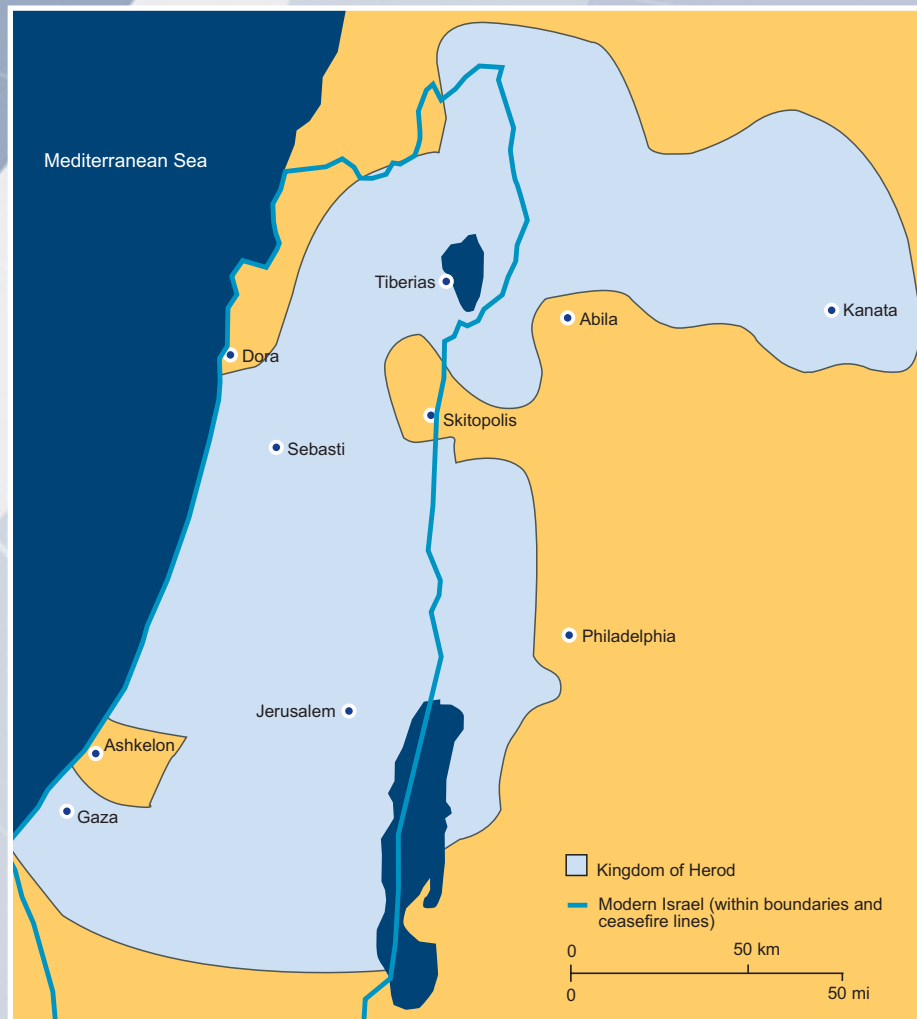 Mediterranean Sea
Tiberias
Kanata
Abila
Dora
Skitopolis
Sebasti
Philadelphia
Jerusalem
Ashkelon
Gaza
Kingdom of Herod
Modern Israel (within boundaries and
ceasefire lines)
0 50 km
0 50 mi